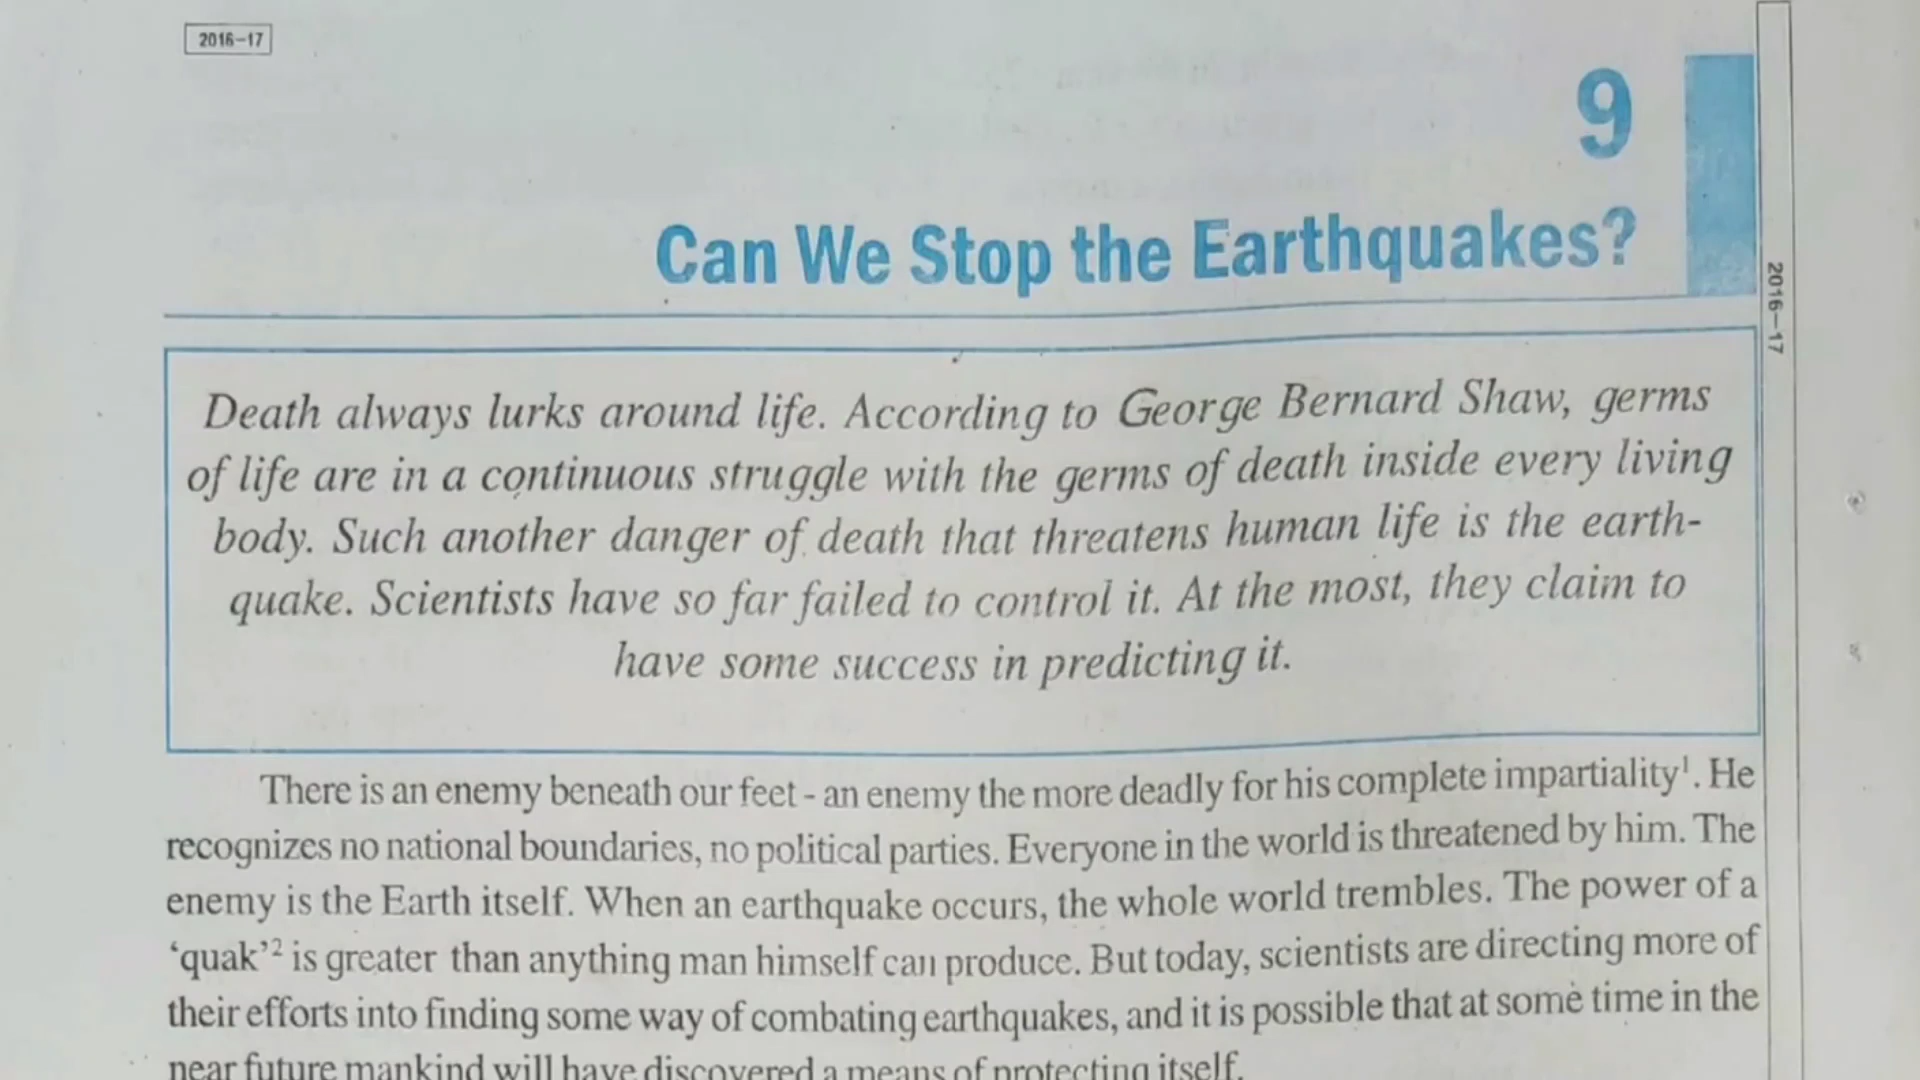 2016-17
9
Can We Stop the Earthquakes?
2016-17
Death always lurks around life. According to George Bernard Shaw, germs
of life are in a continuous struggle with the germs of death inside every living
body. Such another danger of death that threatens human life is the earth-
quake. Scientists have so far failed to control it. At the most, they claim to
have some success in predicting it.
There is an enemy beneath our feet - an enemy the more deadly for his complete impartiality¹. He
recognizes no national boundaries, no political parties. Everyone in the world is threatened by him. The
enemy is the Earth itself. When an earthquake occurs, the whole world trembles. The power of a
‘quak’² is greater than anything man himself can produce. But today, scientists are directing more of
their efforts into finding some way of combating earthquakes, and it is possible that at some time in the
near future mankind will have discovered a means of protecting itself.